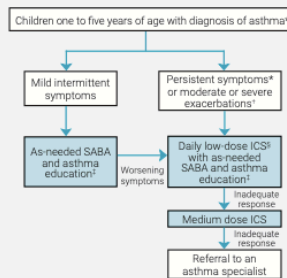 Children one to five years of age with diagnosis of asthma*
Mild intermittent
symptoms
Persistent symptoms*
or moderate or severe
exacerbations†
As-needed SABA
and asthma
education‡
Worsening
symptoms
Daily low-dose ICS§
with as-needed
SABA and asthma
education‡
Inadequate
response
Medium dose ICS
Inadequate
response
Referral to an
asthma specialist